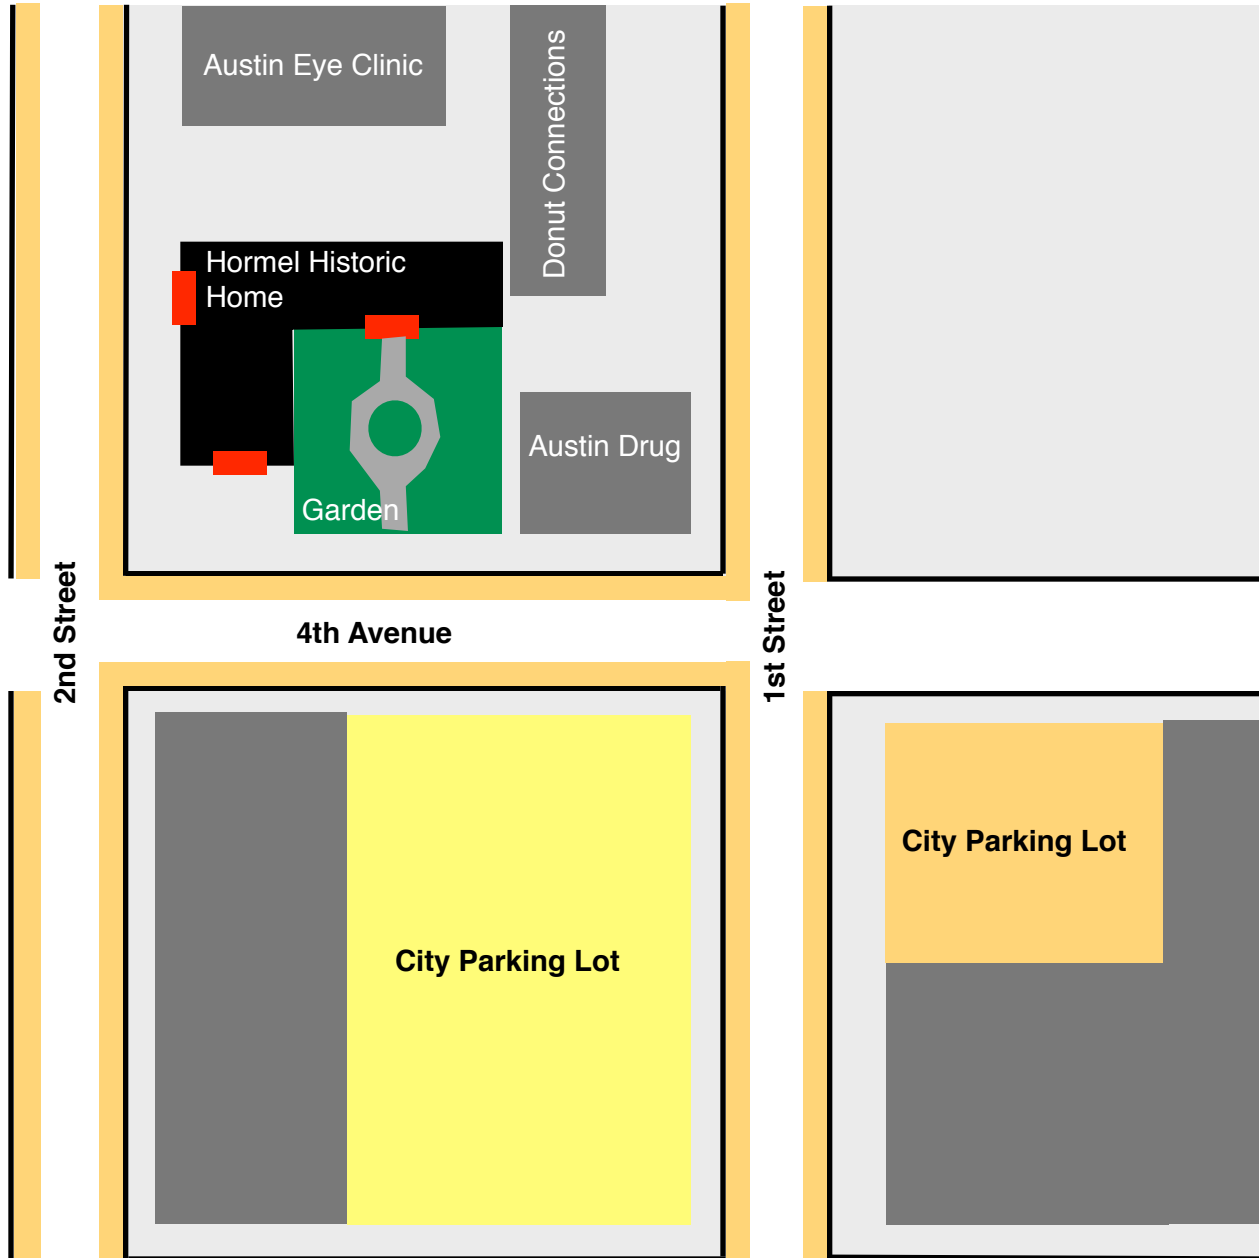 Austin Eye Clinic
Donut Connections
Hormel Historic
Home
Austin Drug
Garden
2nd Street
4th Avenue
1st Street
City Parking Lot
City Parking Lot